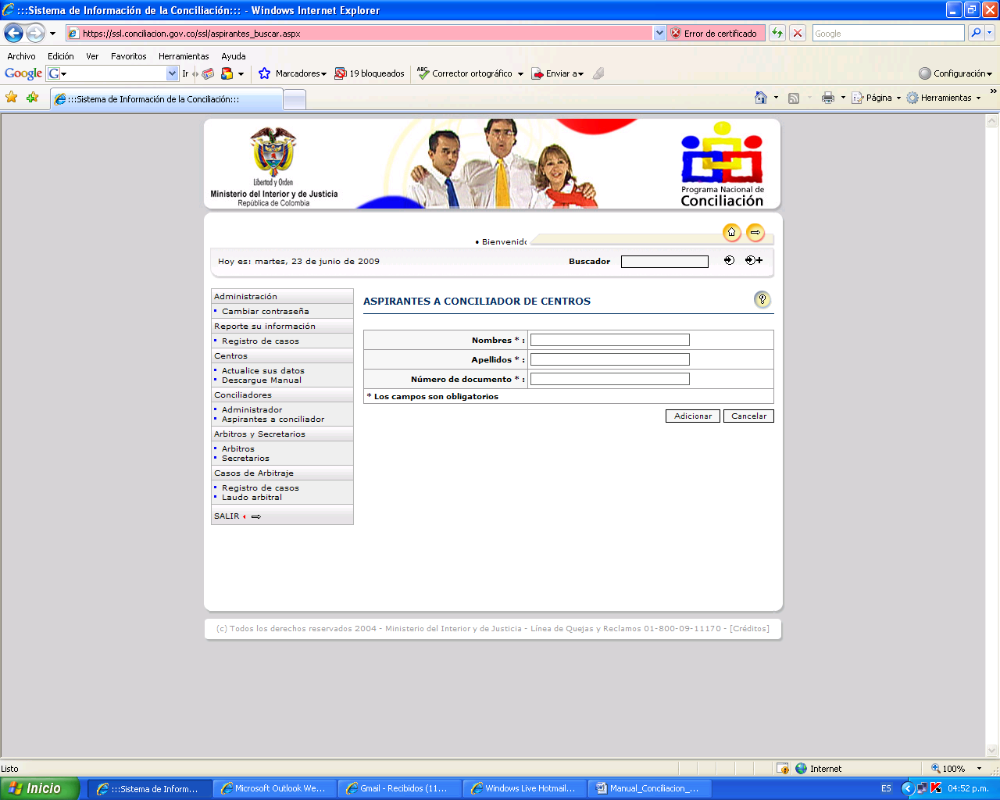 :::Sistema de Información de la Conciliación::: - Windows Internet Explorer
https://ssl.conciliacion.gov.co/ssl/aspirantes_buscar.aspx
Error de certificado
Google
Archivo Edición Ver Favoritos Herramientas Ayuda
Google G Ir Marcadores 19 bloqueados ABC Corrector ortográfico Enviar a Configuración
:::Sistema de Información de la Conciliación:::
Página Herramientas
Libertad y Orden
Ministerio del Interior y de Justicia
República de Colombia
Programa Nacional de
Conciliación
• Bienvenido
Hoy es: martes, 23 de junio de 2009
Buscador
Administración
Cambiar contraseña
Reporte su información
Registro de casos
Centros
Actualice sus datos
Descargue Manual
Conciliadores
Administrador
Aspirantes a conciliador
Arbitros y Secretarios
Arbitros
Secretarios
Casos de Arbitraje
Registro de casos
Laudo arbitral
SALIR
ASPIRANTES A CONCILIADOR DE CENTROS
Nombres * :
Apellidos * :
Número de documento * :
* Los campos son obligatorios
Adicionar Cancelar
(c) Todos los derechos reservados 2004 - Ministerio del Interior y de Justicia - Línea de Quejas y Reclamos 01-800-09-11170 - [Créditos]
Listo
Internet
100%
Inicio
:::Sistema de Inform...
Microsoft Outlook We...
Gmail - Recibidos (11...
Windows Live Hotmail...
Manual_Conciliacion_...
ES
04:52 p.m.